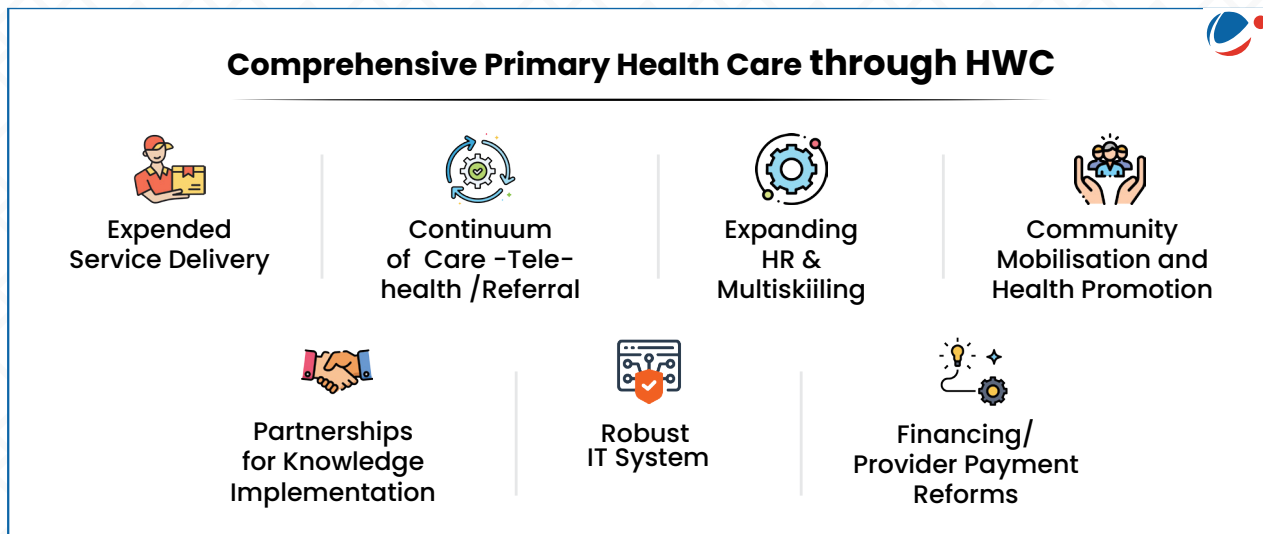 Comprehensive Primary Health Care through HWC
Expended
Service Delivery
Continuum
of Care -Tele-
health /Referral
Expanding
HR &
Multiskiiling
Community
Mobilisation and
Health Promotion
Partnerships
for Knowledge
Implementation
Robust
IT System
Financing/
Provider Payment
Reforms